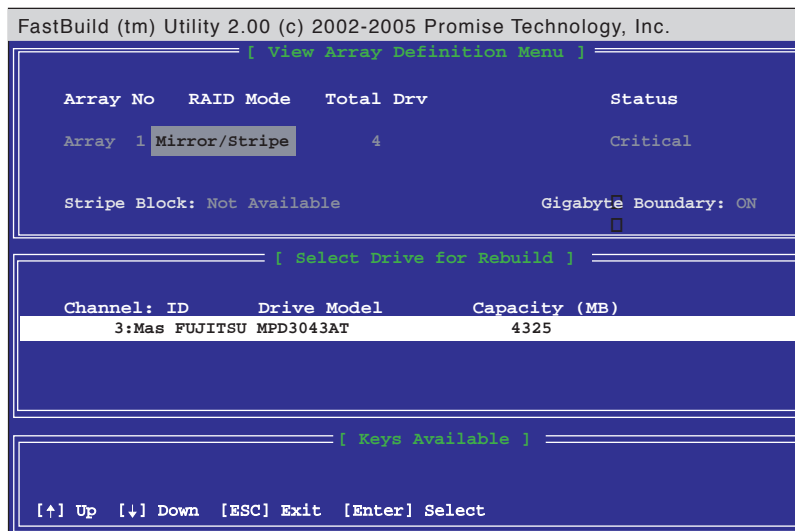 FastBuild (tm) Utility 2.00 (c) 2002-2005 Promise Technology, Inc.
[ View Array Definition Menu ]
Array No RAID Mode Total Drv Status
Array 1 Mirror/Stripe 4 Critical
Stripe Block: Not Available Gigabyte Boundary: ON
[ Select Drive for Rebuild ]
Channel: ID Drive Model Capacity (MB)
3:Mas FUJITSU MPD3043AT 4325
[ Keys Available ]
[↑] Up [↓] Down [ESC] Exit [Enter] Select